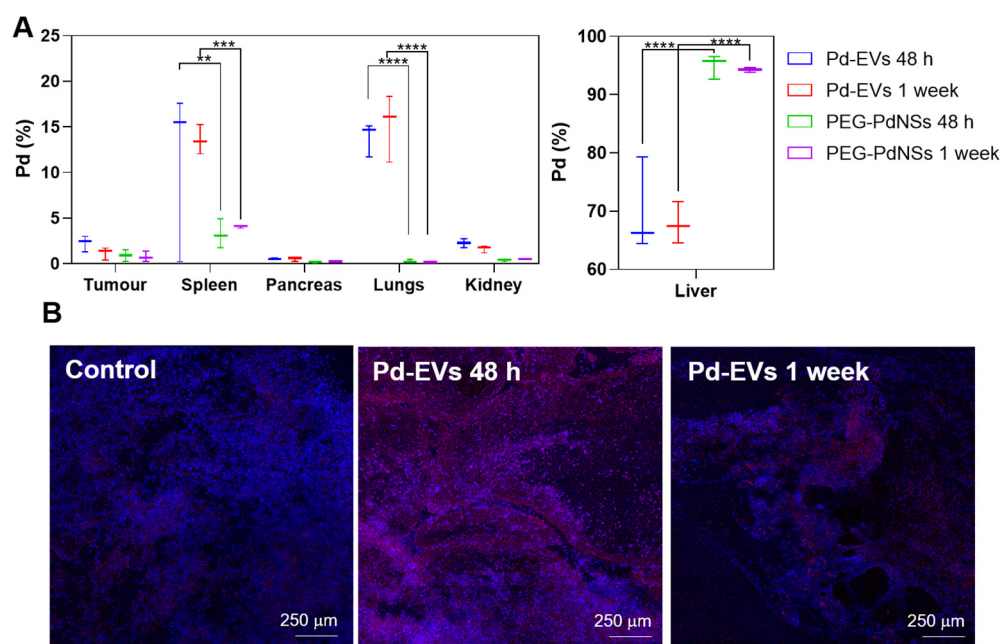 A
25
20
15
10
5
0
Pd (%)
***
**
****
****
Tumour
Spleen
Pancreas
Lungs
Kidney
100
90
80
70
60
Pd (%)
****
****
Liver
Pd-EVs 48 h
Pd-EVs 1 week
PEG-PdNSs 48 h
PEG-PdNSs 1 week
B
Control
250 μm
Pd-EVs 48 h
250 μm
Pd-EVs 1 week
250 μm